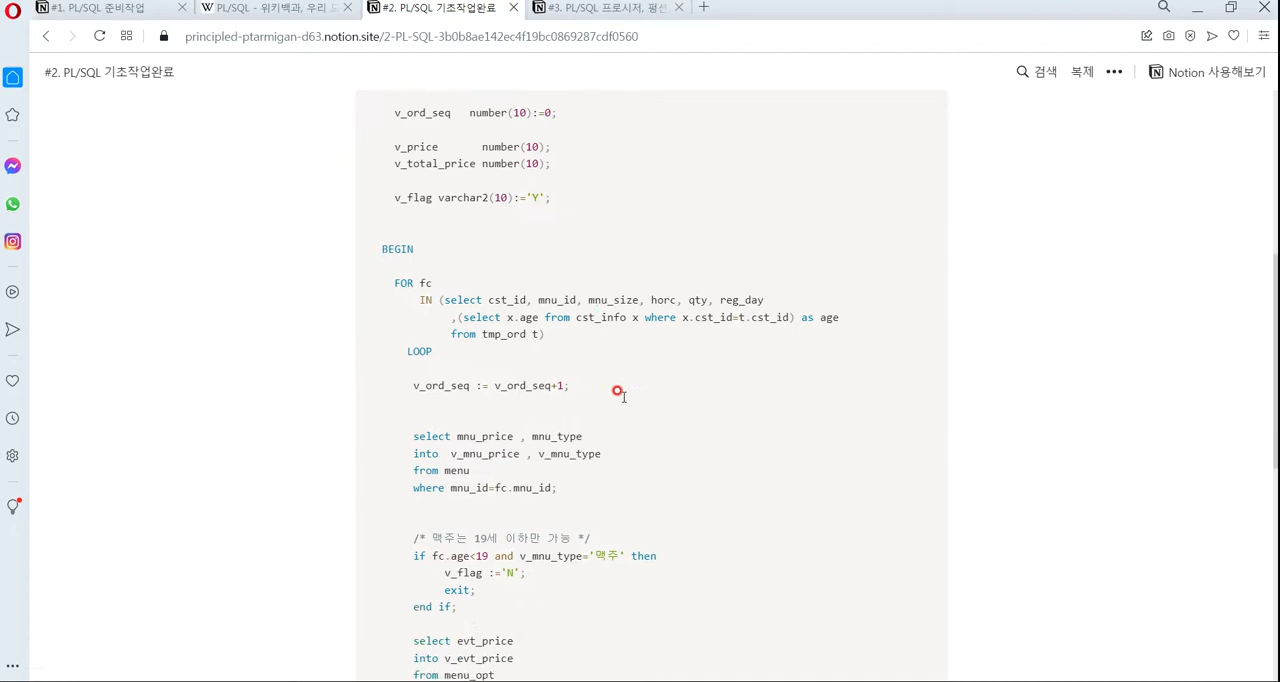 #1. PL/SQL 준비작업
PL/SQL - 위키백과, 우리 모
#2. PL/SQL 기초작업완료
#3. PL/SQL 프로시저, 펑션
principled-ptarmigan-d63.notion.site/2-PL-SQL-3b0b8ae142ec4f19bc0869287cdf0560
#2. PL/SQL 기초작업완료
검색
복제
Notion 사용해보기
v_ord_seq number(10):=0;
v_price number(10);
v_total_price number(10);
v_flag varchar2(10):='Y';
BEGIN
FOR fc
IN (select cst_id, mnu_id, mnu_size, horc, qty, reg_day
,(select x.age from cst_info x where x.cst_id=t.cst_id) as age
from tmp_ord t)
LOOP
v_ord_seq := v_ord_seq+1;
select mnu_price , mnu_type
into v_mnu_price , v_mnu_type
from menu
where mnu_id=fc.mnu_id;
/* 맥주는 19세 이하만 가능 */
if fc.age<19 and v_mnu_type='맥주' then
v_flag :='N';
exit;
end if;
select evt_price
into v_evt_price
from menu_opt